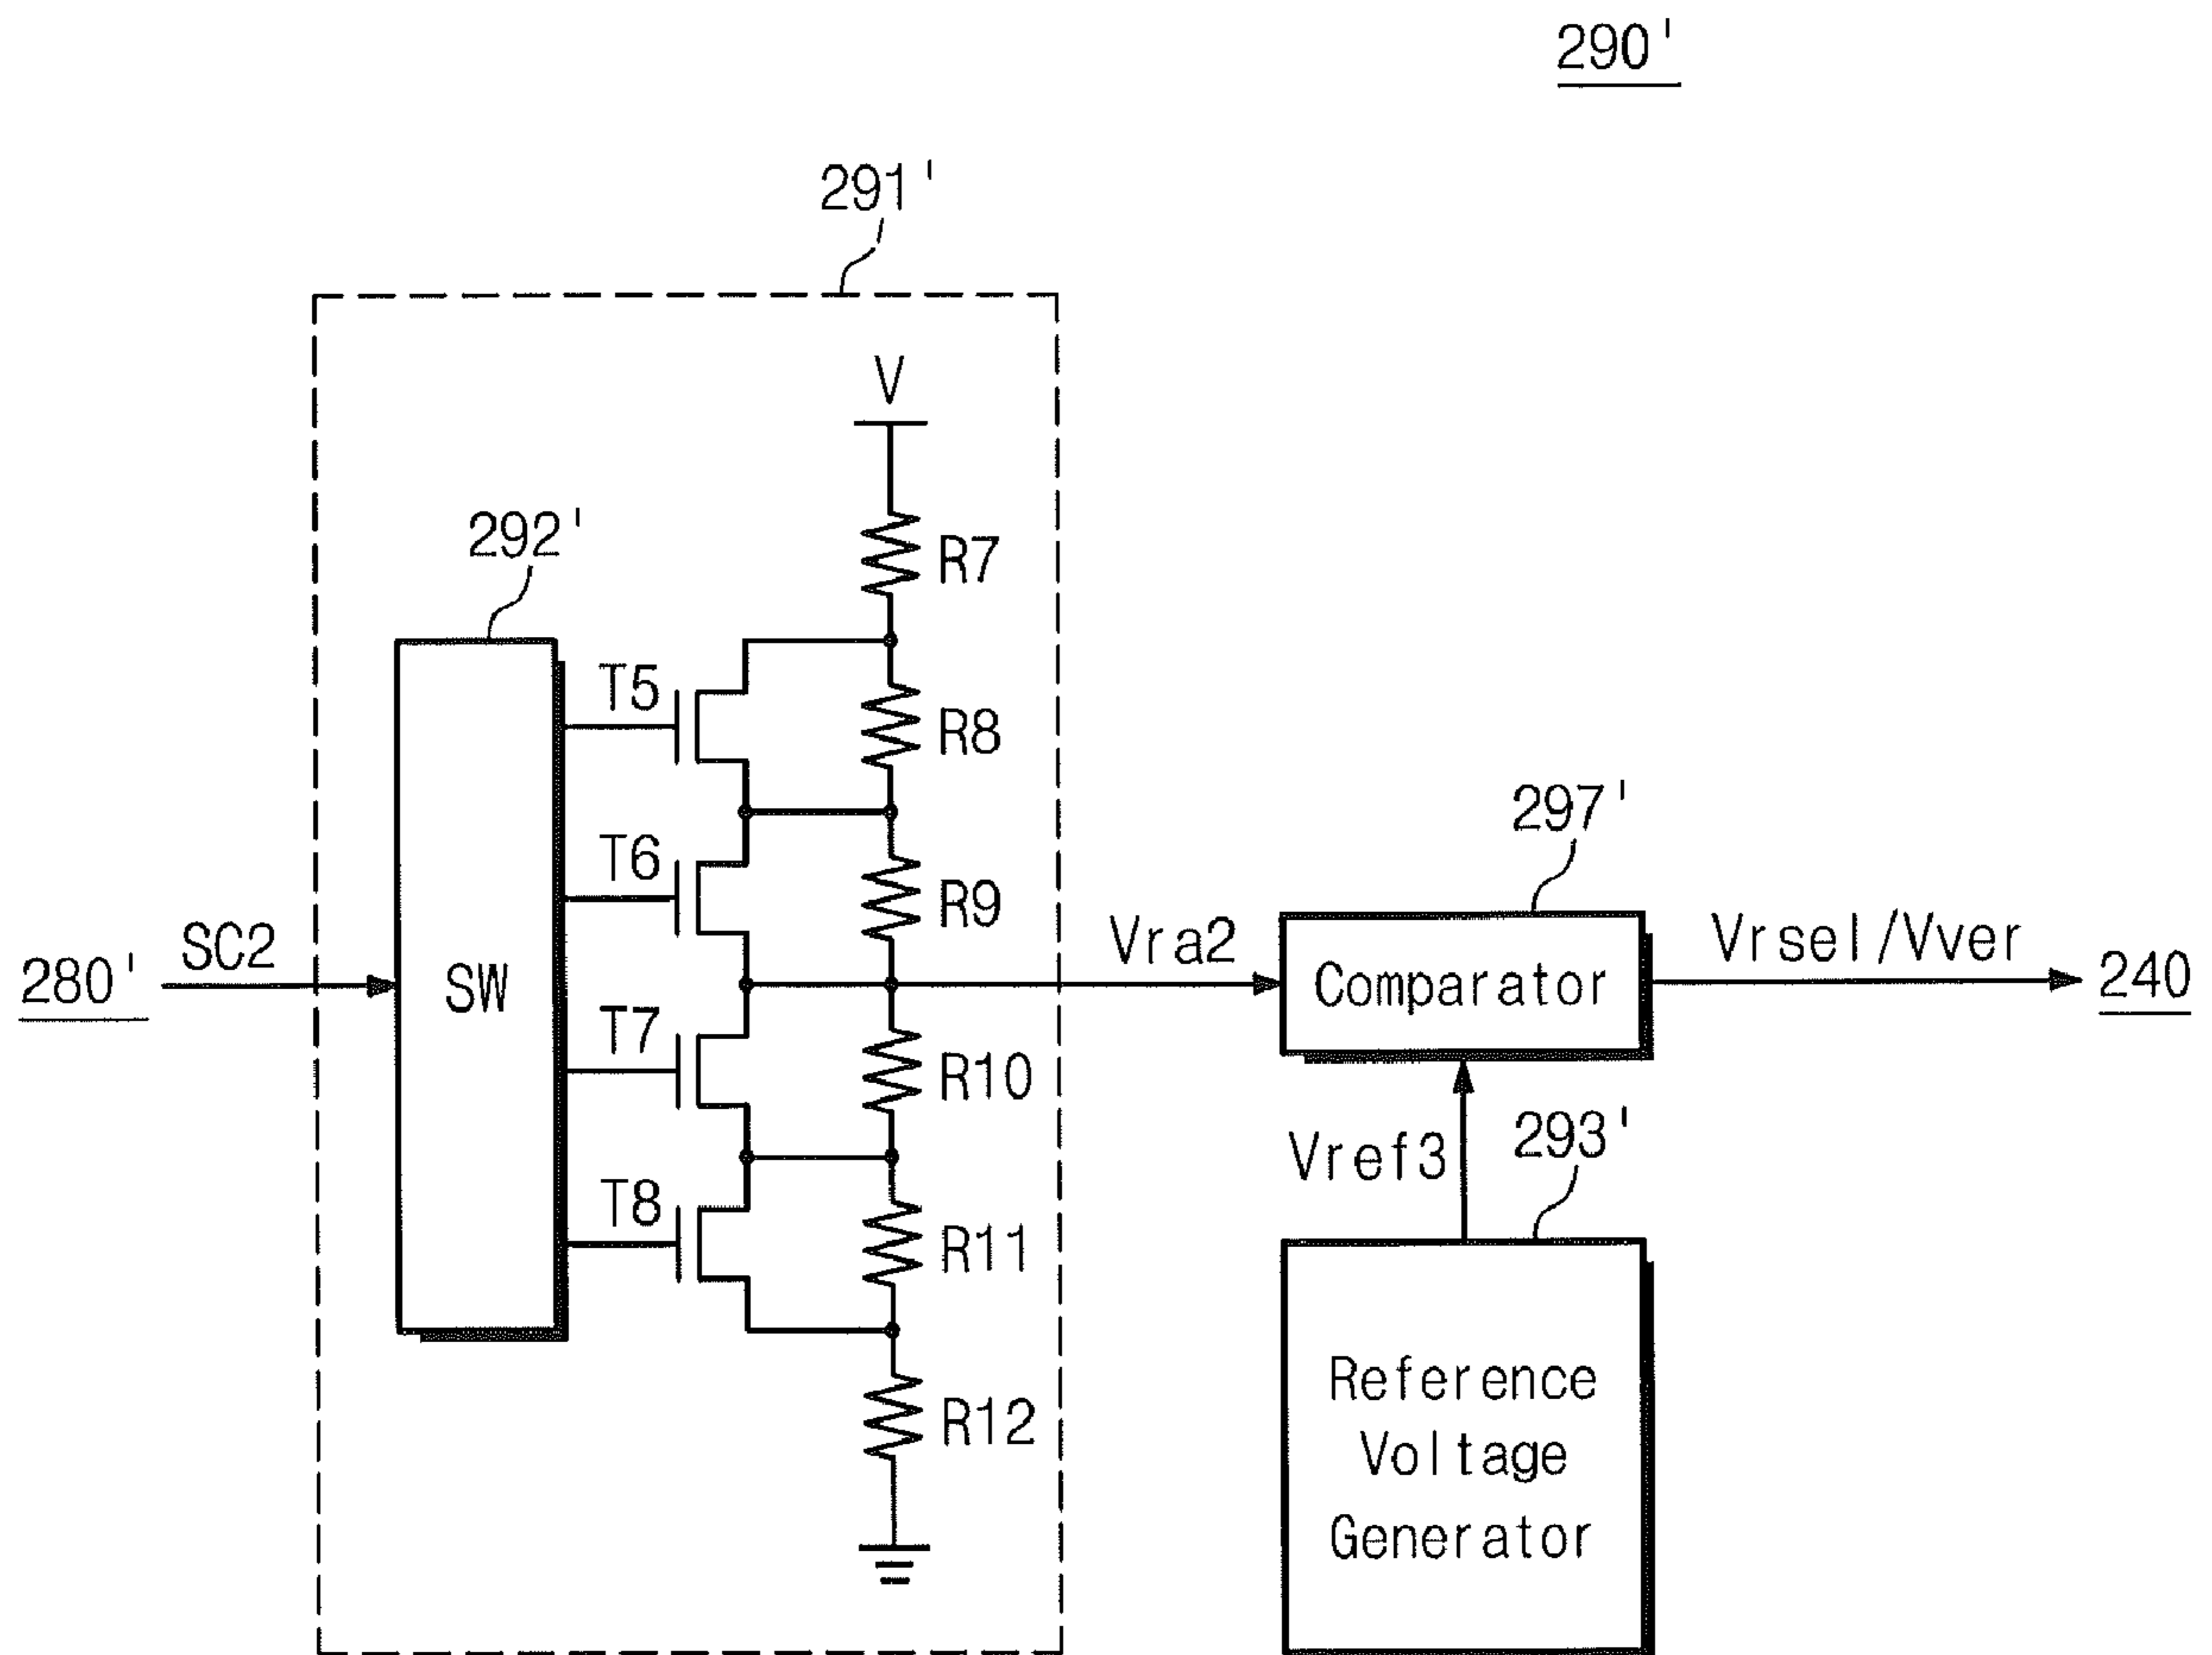 290'
291'
V
292'
R7
T5
R8
297'
T6
R9
Vra2
Vrsel/Vver
SC2
280'
SW
Comparator
240
T7
R10
293'
Vref3
T8
R11
Reference
Voltage
Generator
R12